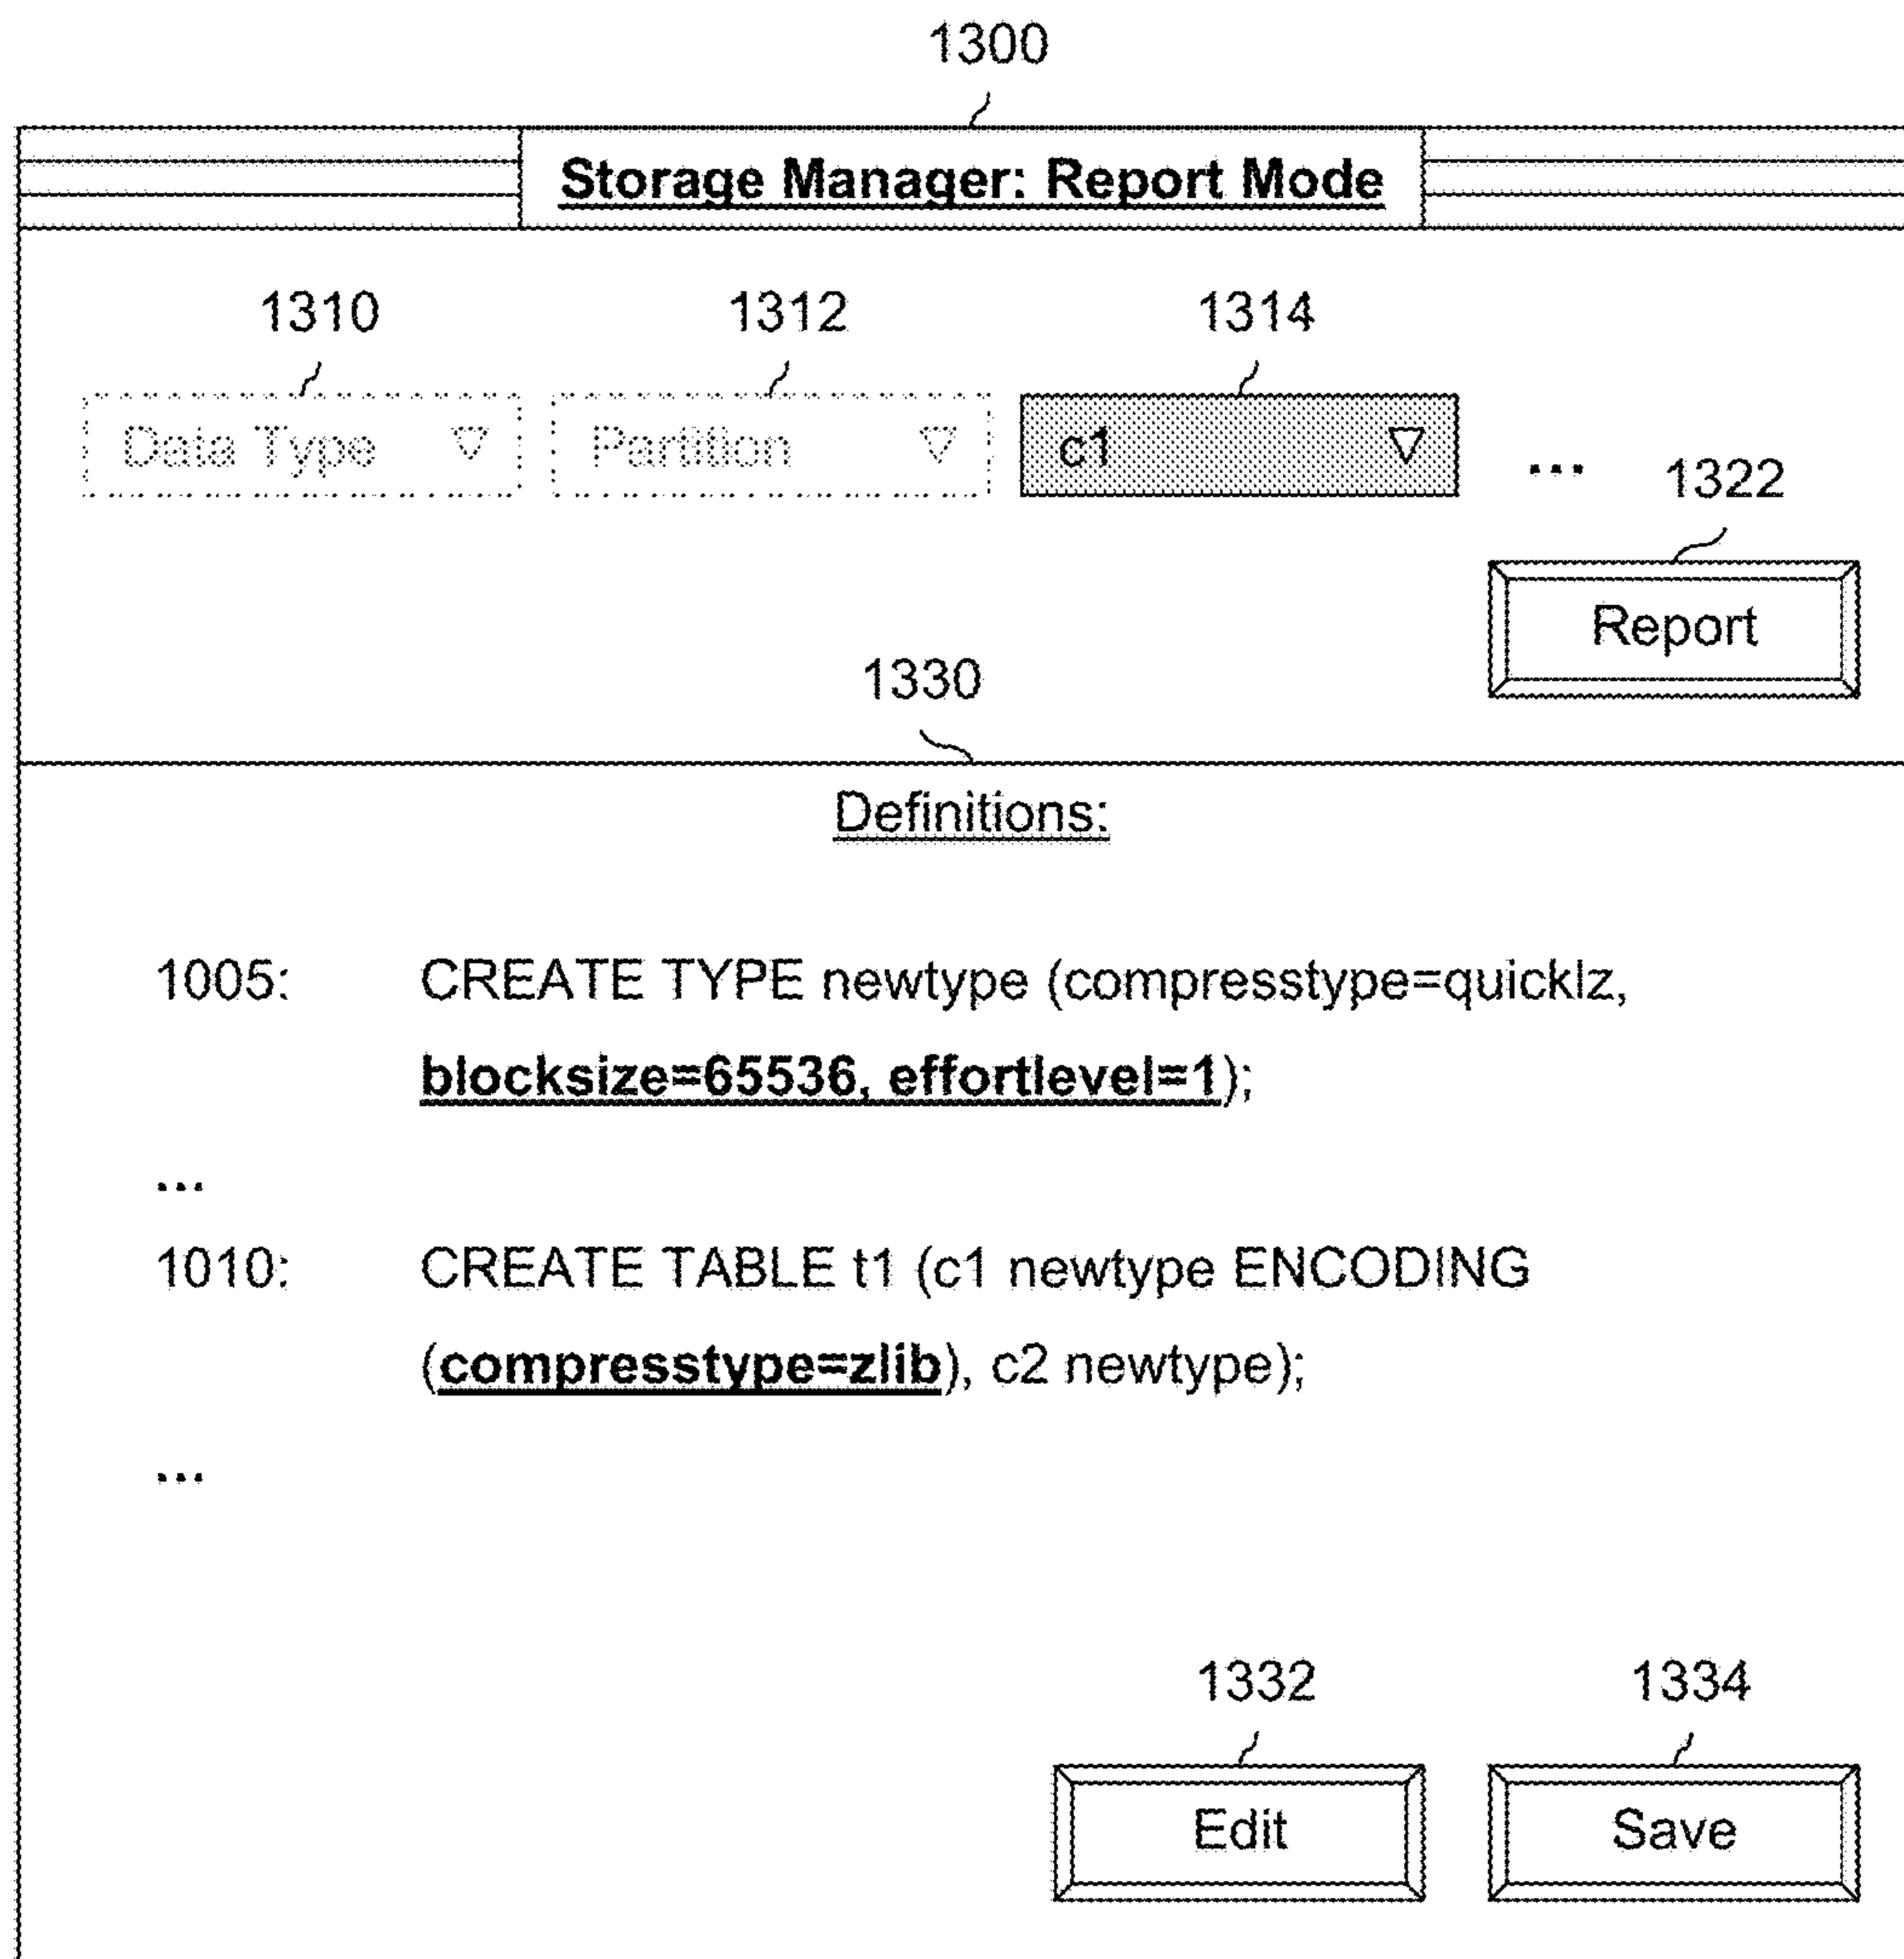 1300
Storage Manager: Report Mode
1310 1312 1314
Data Type Partition c1 ...
1322
Report
1330
Definitions:
1005: CREATE TYPE newtype (compresstype=quicklz,
blocksize=65536, effortlevel=1);
...
1010: CREATE TABLE t1 (c1 newtype ENCODING
(compresstype=zlib), c2 newtype);
...
1332 1334
Edit Save